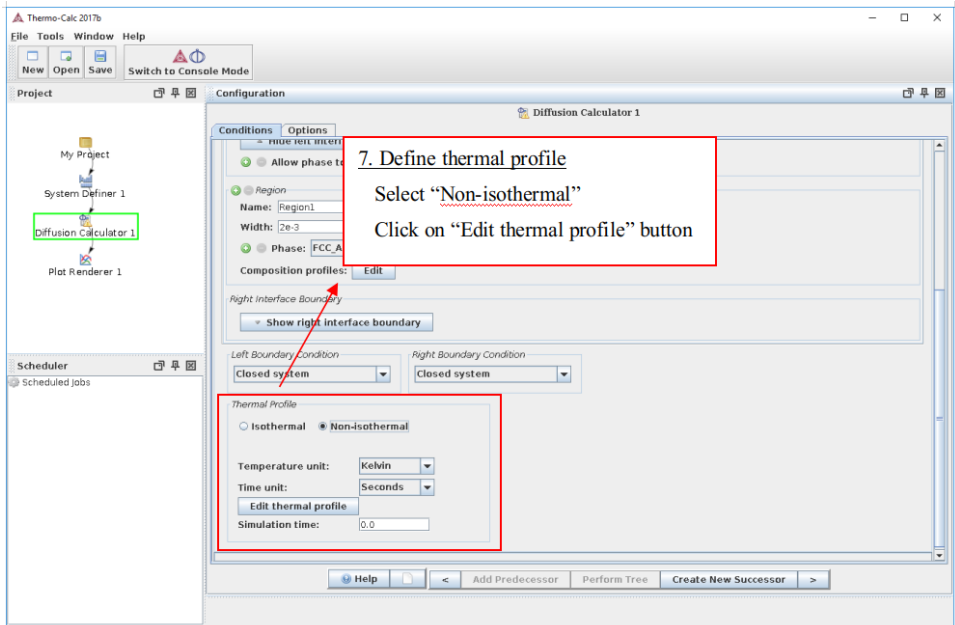 Thermo-Calc 2017b
File Tools Window Help
New Open Save Switch to Console Mode
Project
My Project
System Definer 1
Diffusion Calculator 1
Plot Renderer 1
Scheduler
Scheduled Jobs
Configuration
Diffusion Calculator 1
Conditions Options
Hide left inter
Allow phase to
Region
Name: Region1
Width: 2e-3
Phase: FCC_A
Composition profiles: Edit
7. Define thermal profile
Select “Non-isothermal”
Click on “Edit thermal profile” button
Right Interface Boundary
Show right interface boundary
Left Boundary Condition Right Boundary Condition
Closed system Closed system
Thermal Profile
Isothermal Non-isothermal
Temperature unit: Kelvin
Time unit: Seconds
Edit thermal profile
Simulation time: 0.0
Help < Add Predecessor Perform Tree Create New Successor >